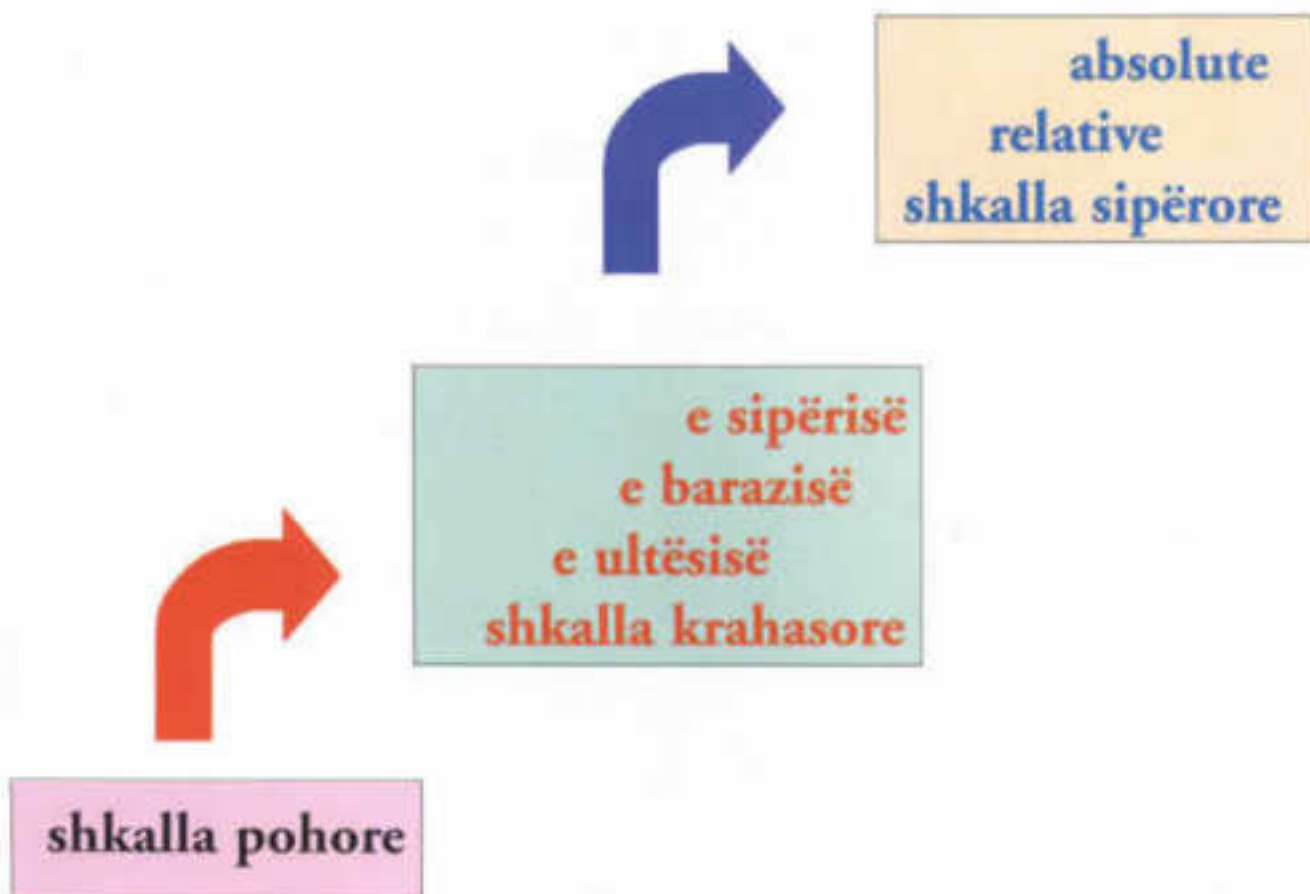 absolute
relative
shkalla sipërore
e sipërisë
e barazisë
e ultësisë
shkalla krahasore
shkalla pohore